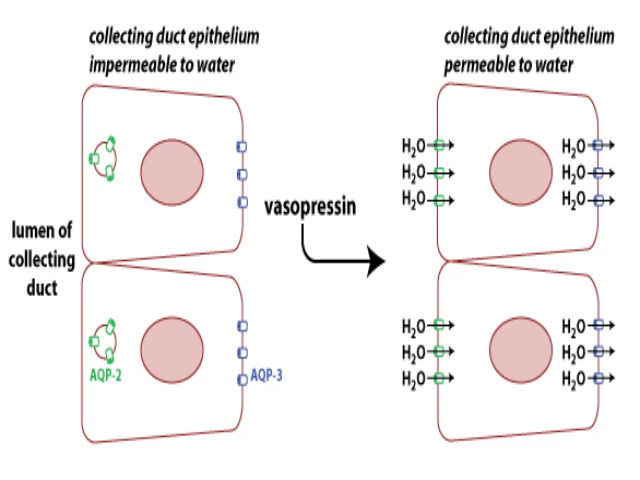 collecting duct epithelium
impermeable to water
collecting duct epithelium
permeable to water
H₂O
H₂O
H₂O
H₂O
H₂O
H₂O
vasopressin
lumen of
collecting
duct
AQP-2
AQP-3
H₂O
H₂O
H₂O
H₂O
H₂O
H₂O